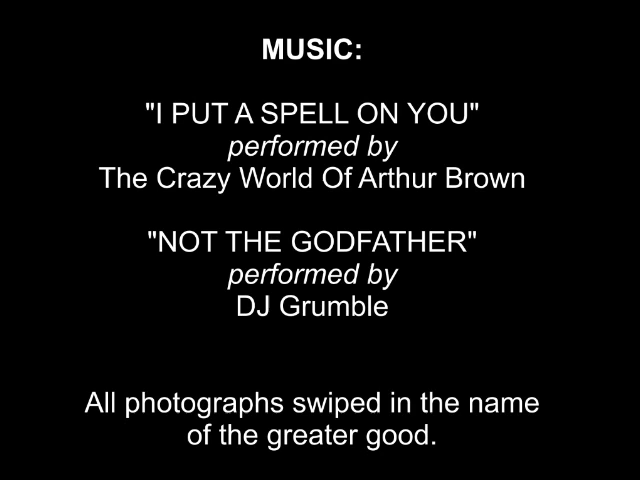 MUSIC:
"I PUT A SPELL ON YOU"
performed by
The Crazy World Of Arthur Brown
"NOT THE GODFATHER"
performed by
DJ Grumble
All photographs swiped in the name
of the greater good.